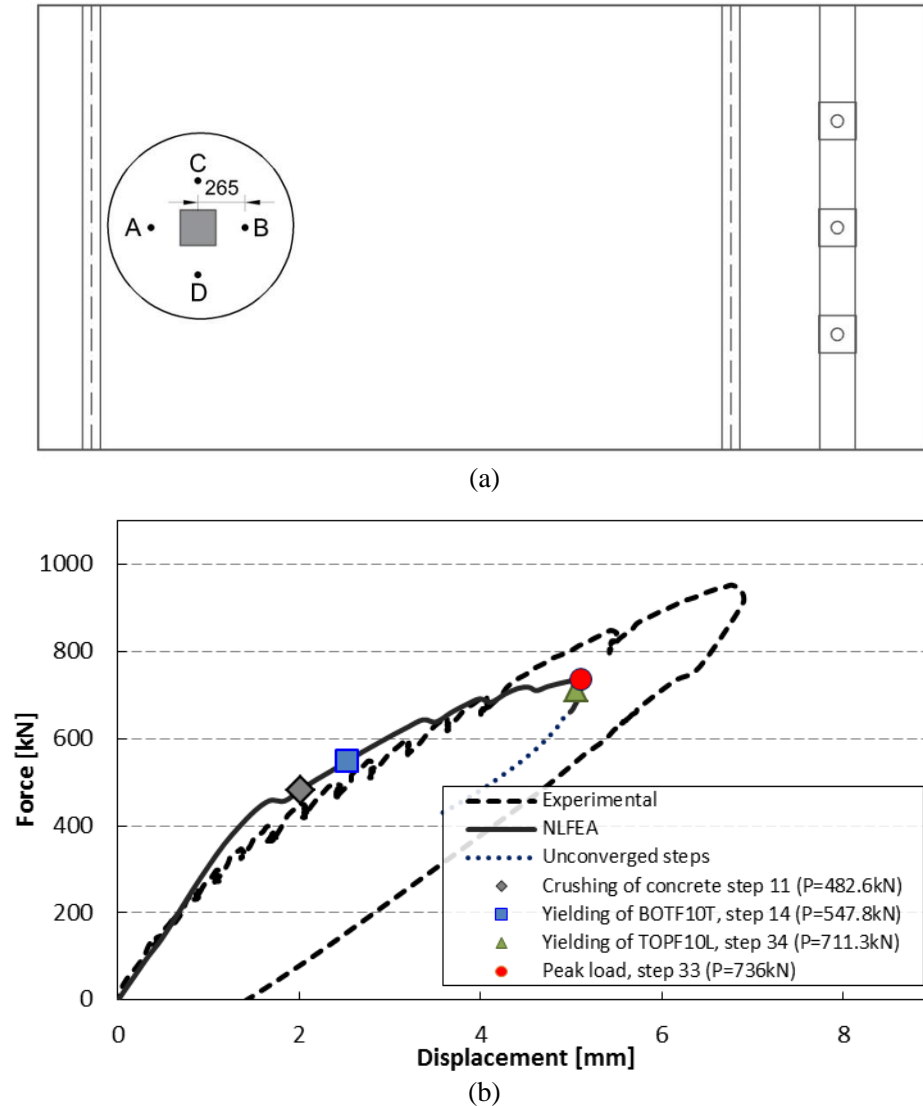 C
265
A
B
D
(a)
1000
800
600
400
200
0
Force [kN]
Experimental
NLFEA
Unconverged steps
Crushing of concrete step 11 (P=482.6kN)
Yielding of BOTF10T, step 14 (P=547.8kN)
Yielding of TOPF10L, step 34 (P=711.3kN)
Peak load, step 33 (P=736kN)
0 2 4 6 8
Displacement [mm]
(b)